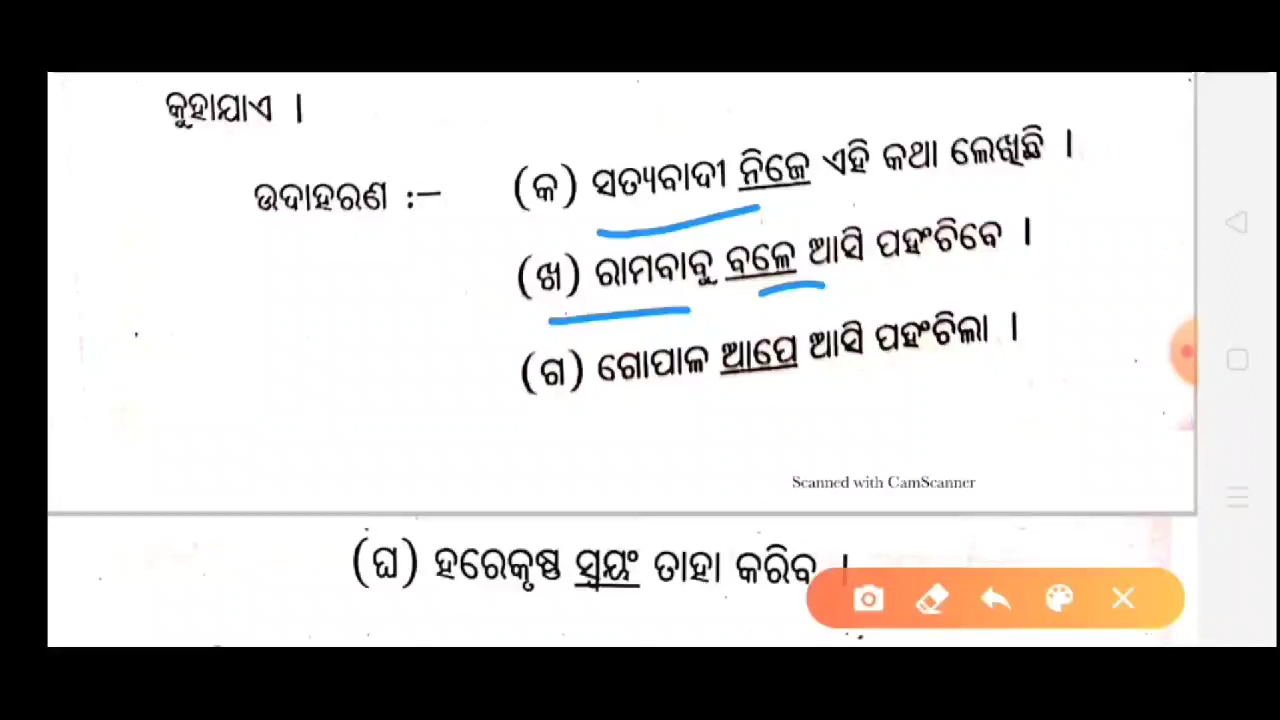 କୁହାଯାଏ ।
ଉଦାହରଣ :– (କ) ସତ୍ୟବାଦୀ ନିଜେ ଏହି କଥା ଲେଖିଛି ।
(ଖ) ରାମବାବୁ ବଳେ ଆସି ପହଂଚିବେ ।
(ଗ) ଗୋପାଳ ଆପେ ଆସି ପହଂଚିଲା ।
Scanned with CamScanner
(ଘ) ହରେକୃଷ୍ଣ ସ୍ୱୟଂ ତାହା କରିବ ।